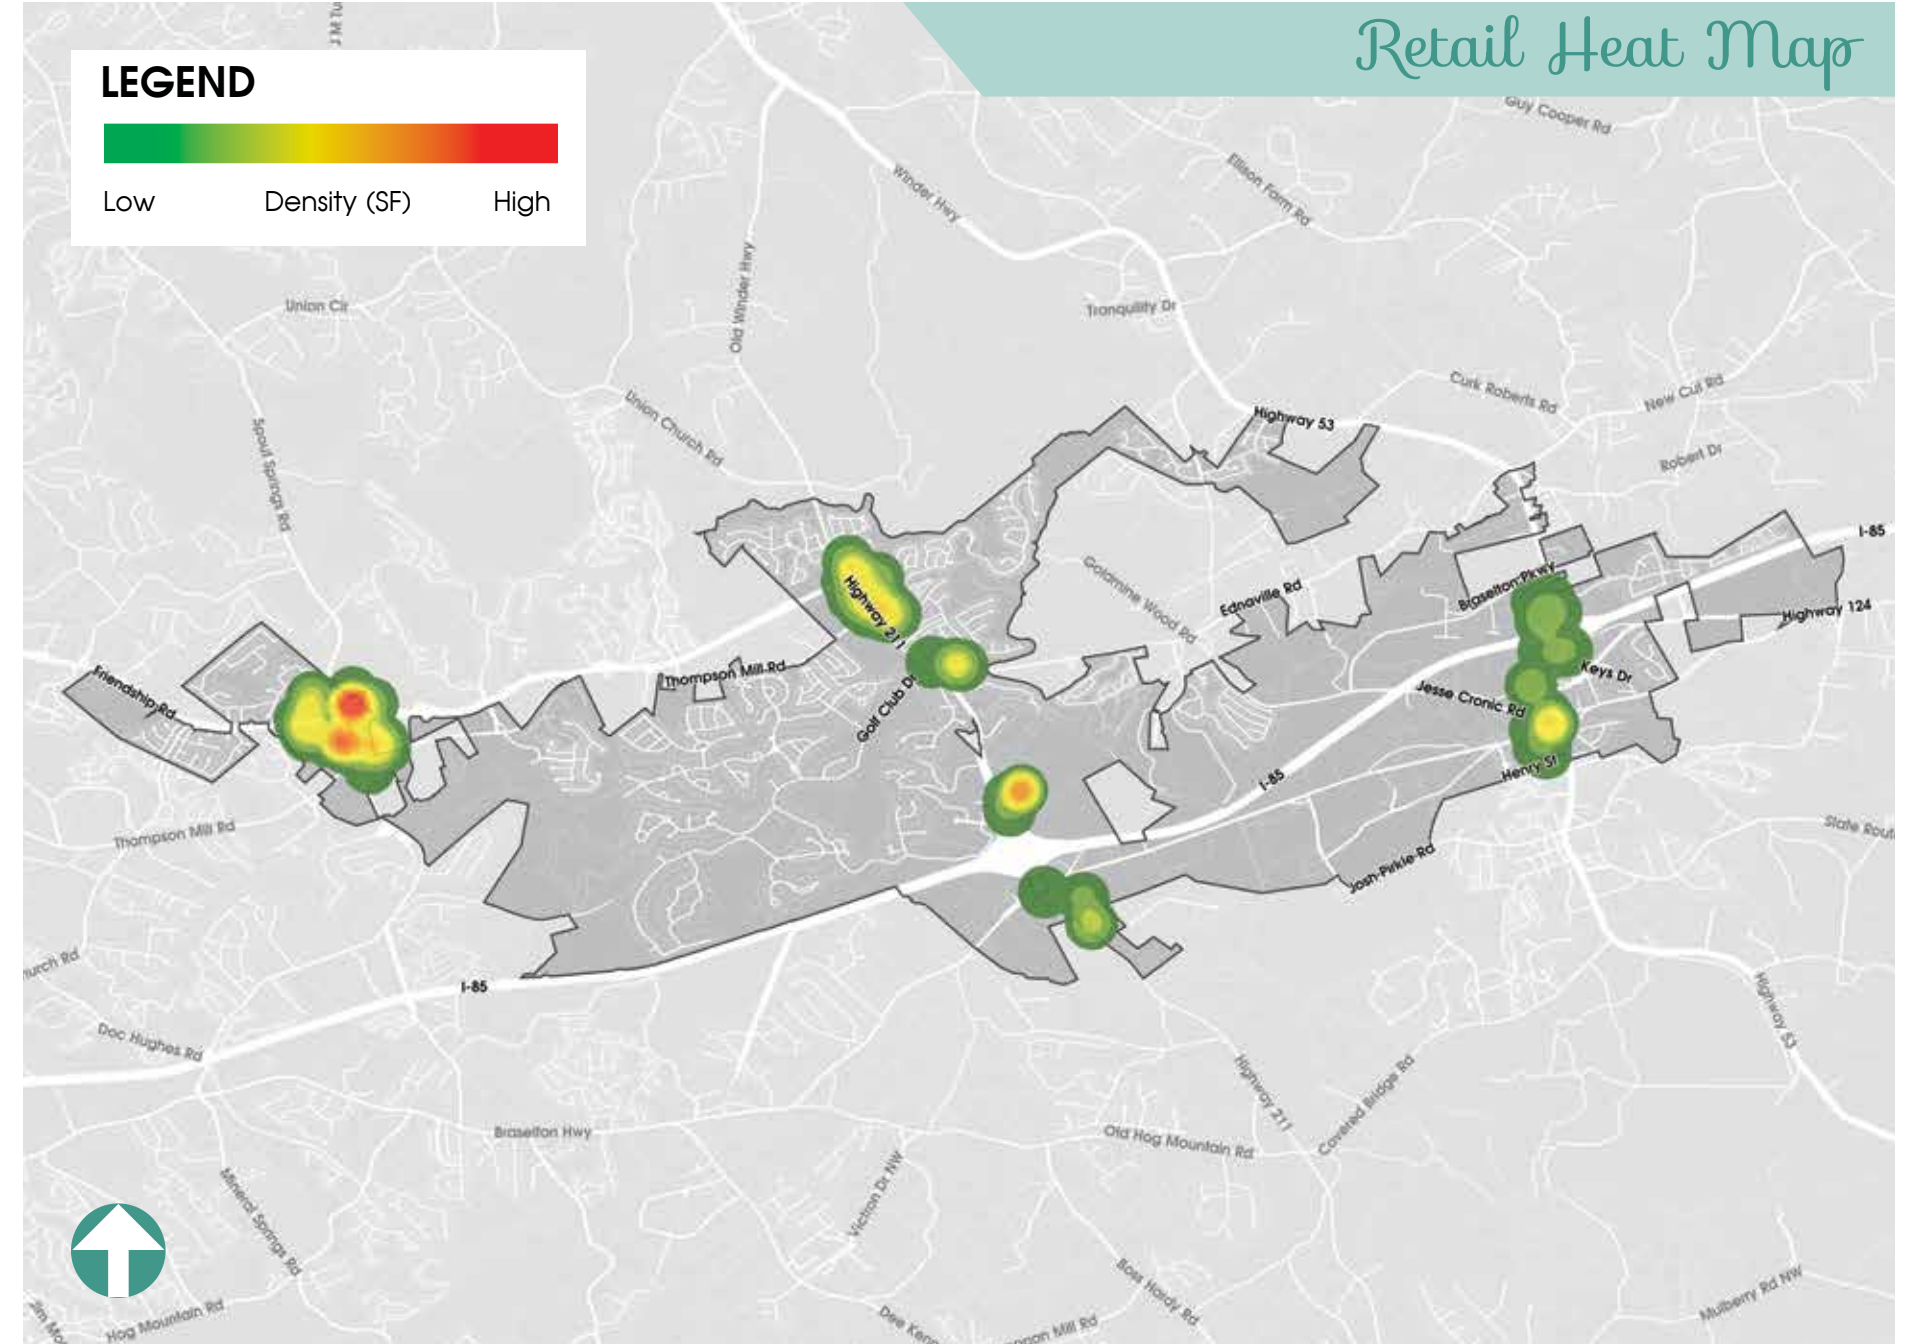 Retail Heat Map
LEGEND
Low Density (SF) High
Guy Cooper Rd
Winder Hwy
Ellison Farm Rd
Old Winder Hwy
Union Cir
Tranquility Dr
Spout Springs Rd
Union Church Rd
Highway 53
Curk Roberts Rd
New Cut Rd
Robert Dr
I-85
Goldmine Wood Rd
Ednaville Rd
Braselton Pkwy
Highway 124
Highway 211
Friendship Rd
Thompson Mill Rd
Golf Club Dr
Keys Dr
Jesse Cronic Rd
Henry St
I-85
Thompson Mill Rd
State Rout
Josh Pirkle Rd
I-85
Highway 53
Doc Hughes Rd
Highway 211
Covered Bridge Rd
Braselton Hwy
Old Hog Mountain Rd
Victron Dr NW
Mineral Springs Rd
Boss Hardy Rd
Mulberry Rd NW
Hog Mountain Rd
Mill Rd